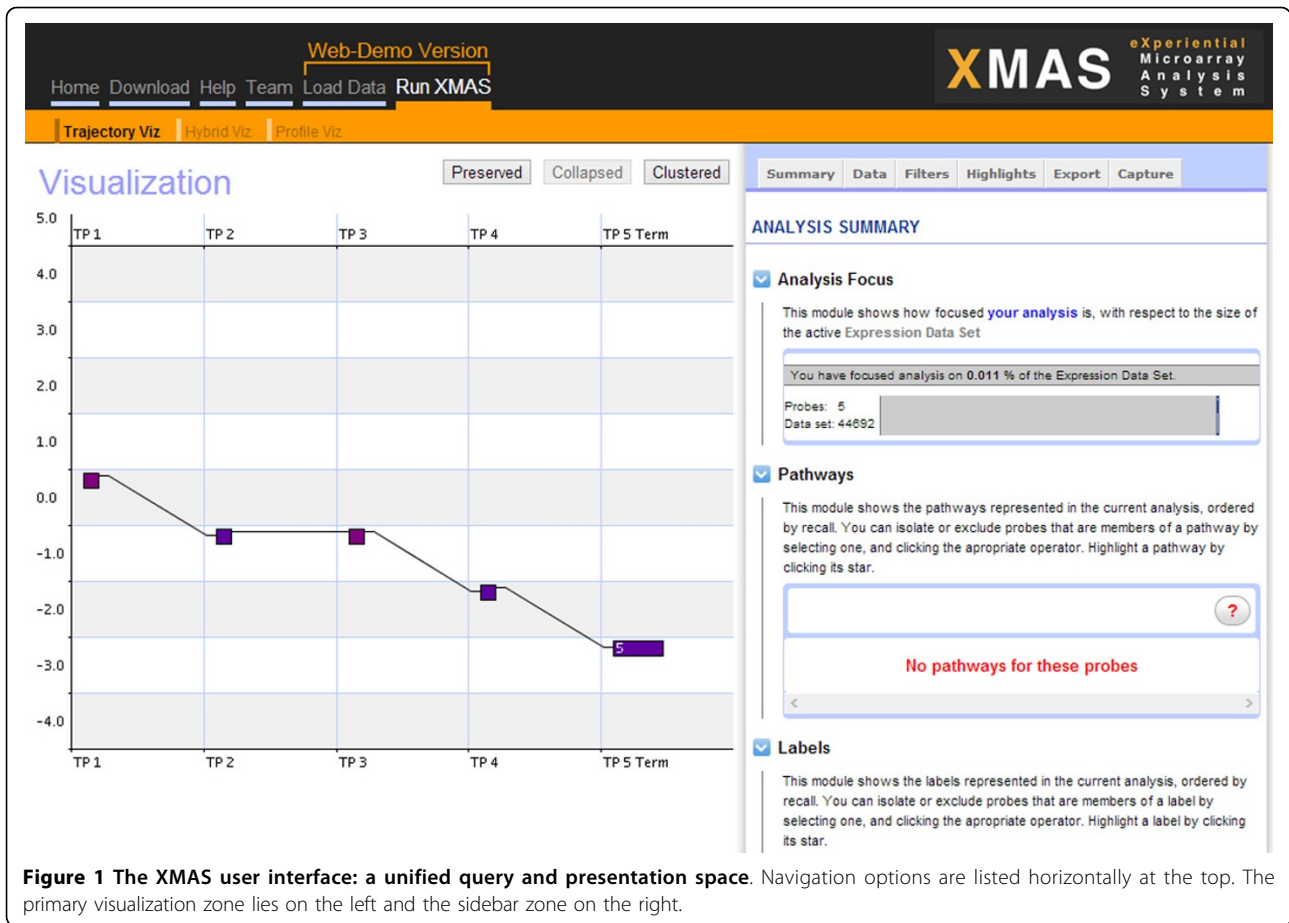 Web-Demo Version
Home Download Help Team Load Data Run XMAS
XMAS
eXperiential
Microarray
Analysis
System
Trajectory Viz Hybrid Viz Profile Viz
Visualization
Preserved Collapsed Clustered
5.0
TP 1 TP 2 TP 3 TP 4 TP 5 Term
4.0
3.0
2.0
1.0
0.0
-1.0
-2.0
5
-3.0
-4.0
TP 1 TP 2 TP 3 TP 4 TP 5 Term
Summary Data Filters Highlights Export Capture
ANALYSIS SUMMARY
Analysis Focus
This module shows how focused your analysis is, with respect to the size of
the active Expression Data Set
You have focused analysis on 0.011 % of the Expression Data Set.
Probes: 5
Data set: 44692
Pathways
This module shows the pathways represented in the current analysis, ordered
by recall. You can isolate or exclude probes that are members of a pathway by
selecting one, and clicking the apropriate operator. Highlight a pathway by
clicking its star.
?
No pathways for these probes
Labels
This module shows the labels represented in the current analysis, ordered by
recall. You can isolate or exclude probes that are members of a label by
selecting one, and clicking the apropriate operator. Highlight a label by clicking
its star.
Figure 1 The XMAS user interface: a unified query and presentation space. Navigation options are listed horizontally at the top. The
primary visualization zone lies on the left and the sidebar zone on the right.